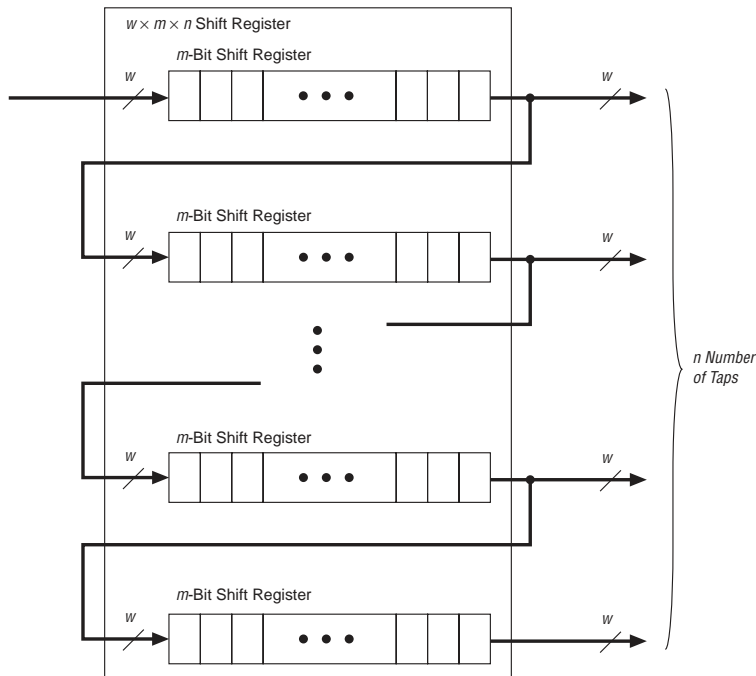 w × m × n Shift Register
m-Bit Shift Register
w
w
m-Bit Shift Register
w
w
n Number
of Taps
m-Bit Shift Register
w
w
m-Bit Shift Register
w
w